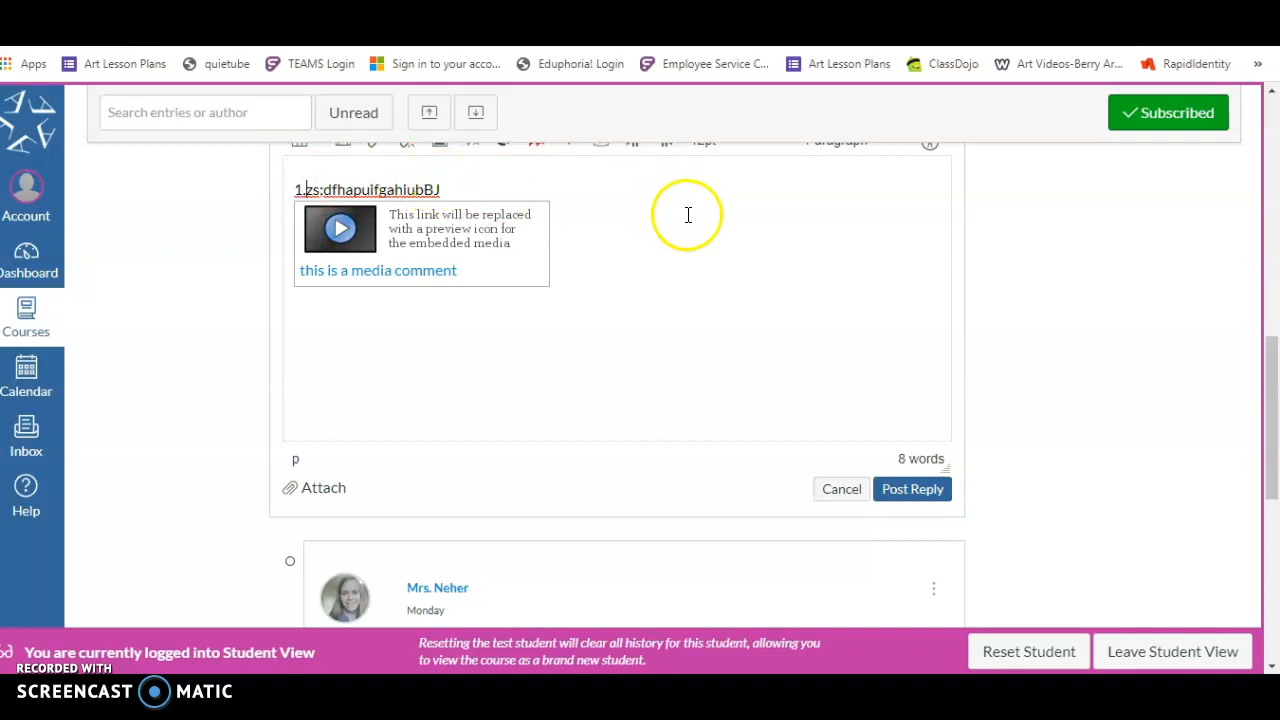 Apps
Art Lesson Plans
quietube
TEAMS Login
Sign in to your acco...
Eduphoria! Login
Employee Service C...
Art Lesson Plans
ClassDojo
Art Videos-Berry Ar...
RapidIdentity
»
Search entries or author
Unread
Subscribed
12pt
Paragraph
1.zs:dfhapuifgahiubBJ
This link will be replaced
with a preview icon for
the embedded media
this is a media comment
Account
Dashboard
Courses
Calendar
Inbox
Help
p
8 words
Attach
Cancel
Post Reply
Mrs. Neher
Monday
You are currently logged into Student View
Resetting the test student will clear all history for this student, allowing you
to view the course as a brand new student.
Reset Student
Leave Student View
RECORDED WITH
SCREENCAST MATIC